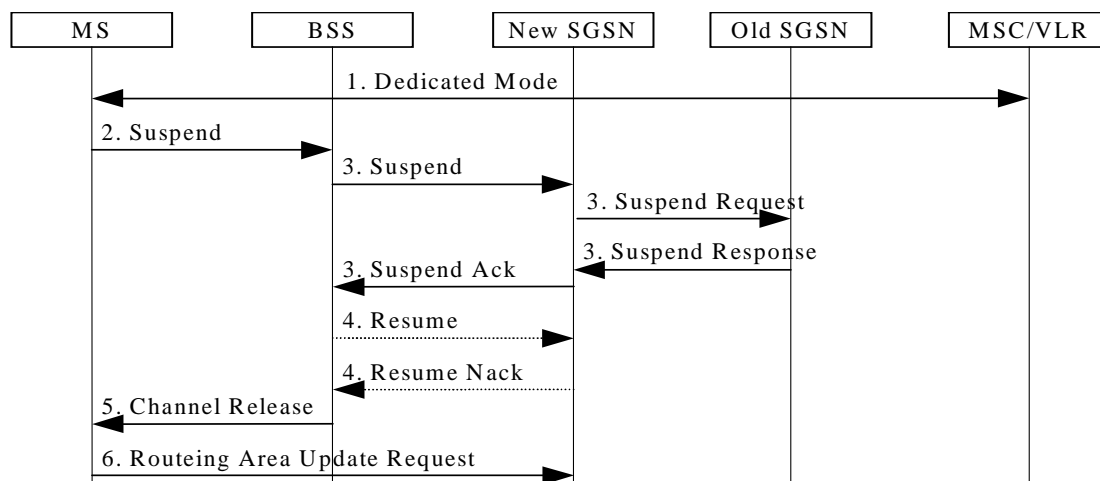 MS
BSS
New SGSN
Old SGSN
MSC/VLR
1. Dedicated Mode
2. Suspend
3. Suspend
3. Suspend Request
3. Suspend Response
3. Suspend Ack
4. Resume
4. Resume Nack
5. Channel Release
6. Routeing Area Update Request